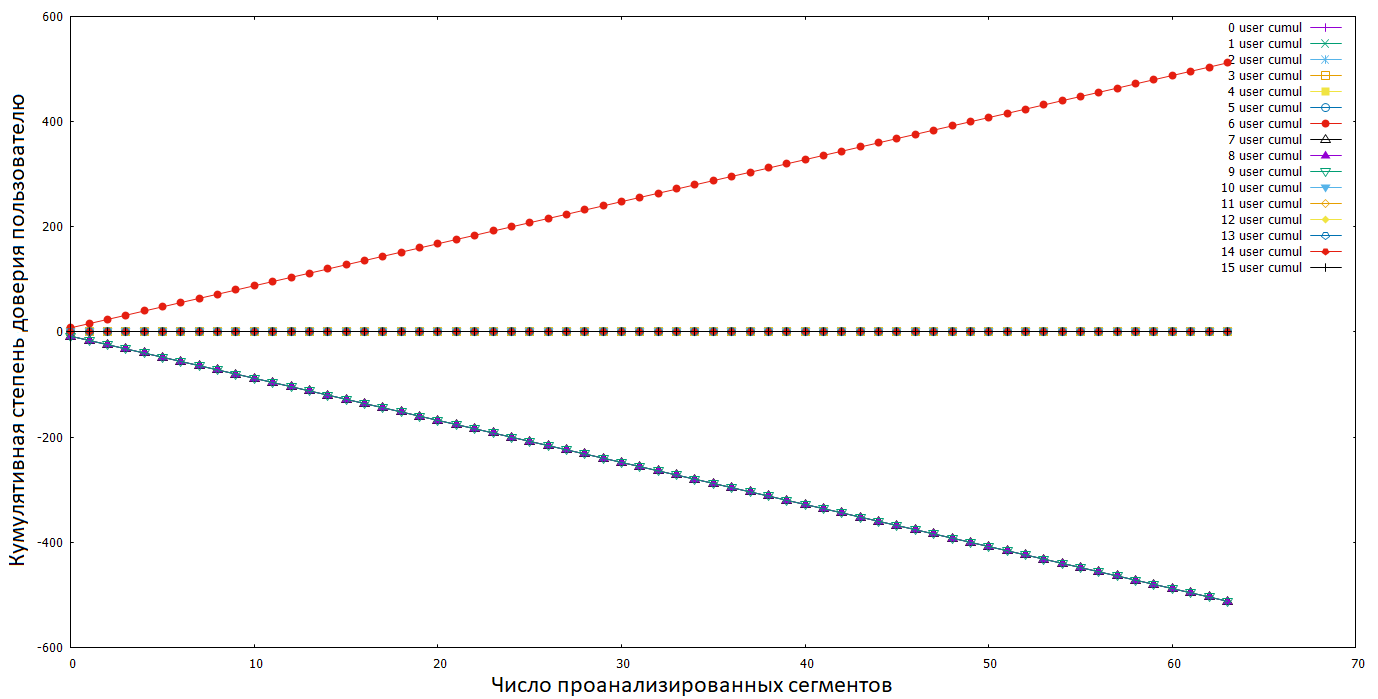 Кумулятивная степень доверия пользователю
600
400
200
0
-200
-400
-600
0 user cumul
1 user cumul
2 user cumul
3 user cumul
4 user cumul
5 user cumul
6 user cumul
7 user cumul
8 user cumul
9 user cumul
10 user cumul
11 user cumul
12 user cumul
13 user cumul
14 user cumul
15 user cumul
0 10 20 30 40 50 60 70
Число проанализированных сегментов